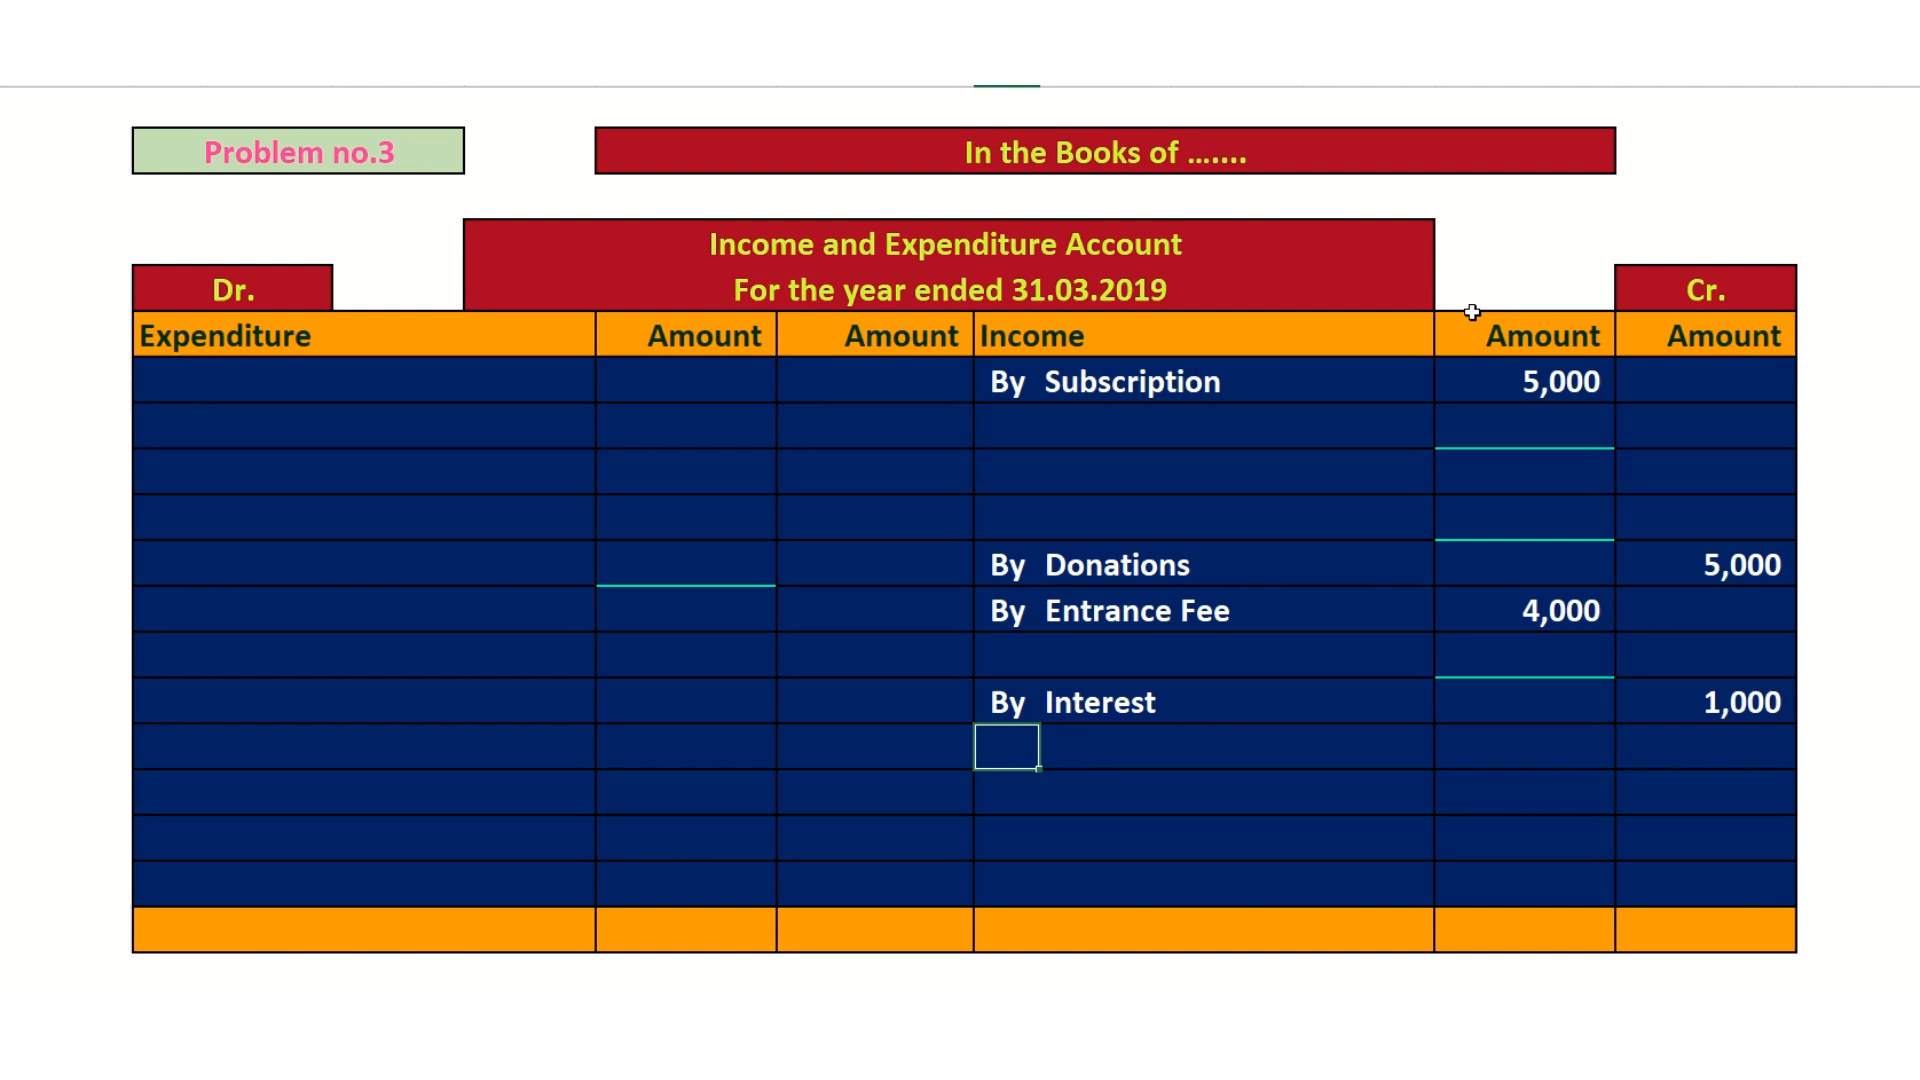 Problem no.3
In the Books of .......
Income and Expenditure Account
Dr.
For the year ended 31.03.2019
Cr.
Expenditure Amount Amount Income Amount Amount
By Subscription 5,000
By Donations 5,000
By Entrance Fee 4,000
By Interest 1,000